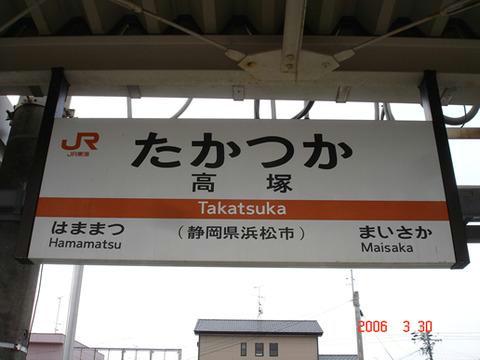 JR
JR東海
たかつか
高塚
Takatsuka
(静岡県浜松市)
はままつ
Hamamatsu
まいさか
Maisaka
2006 3 30